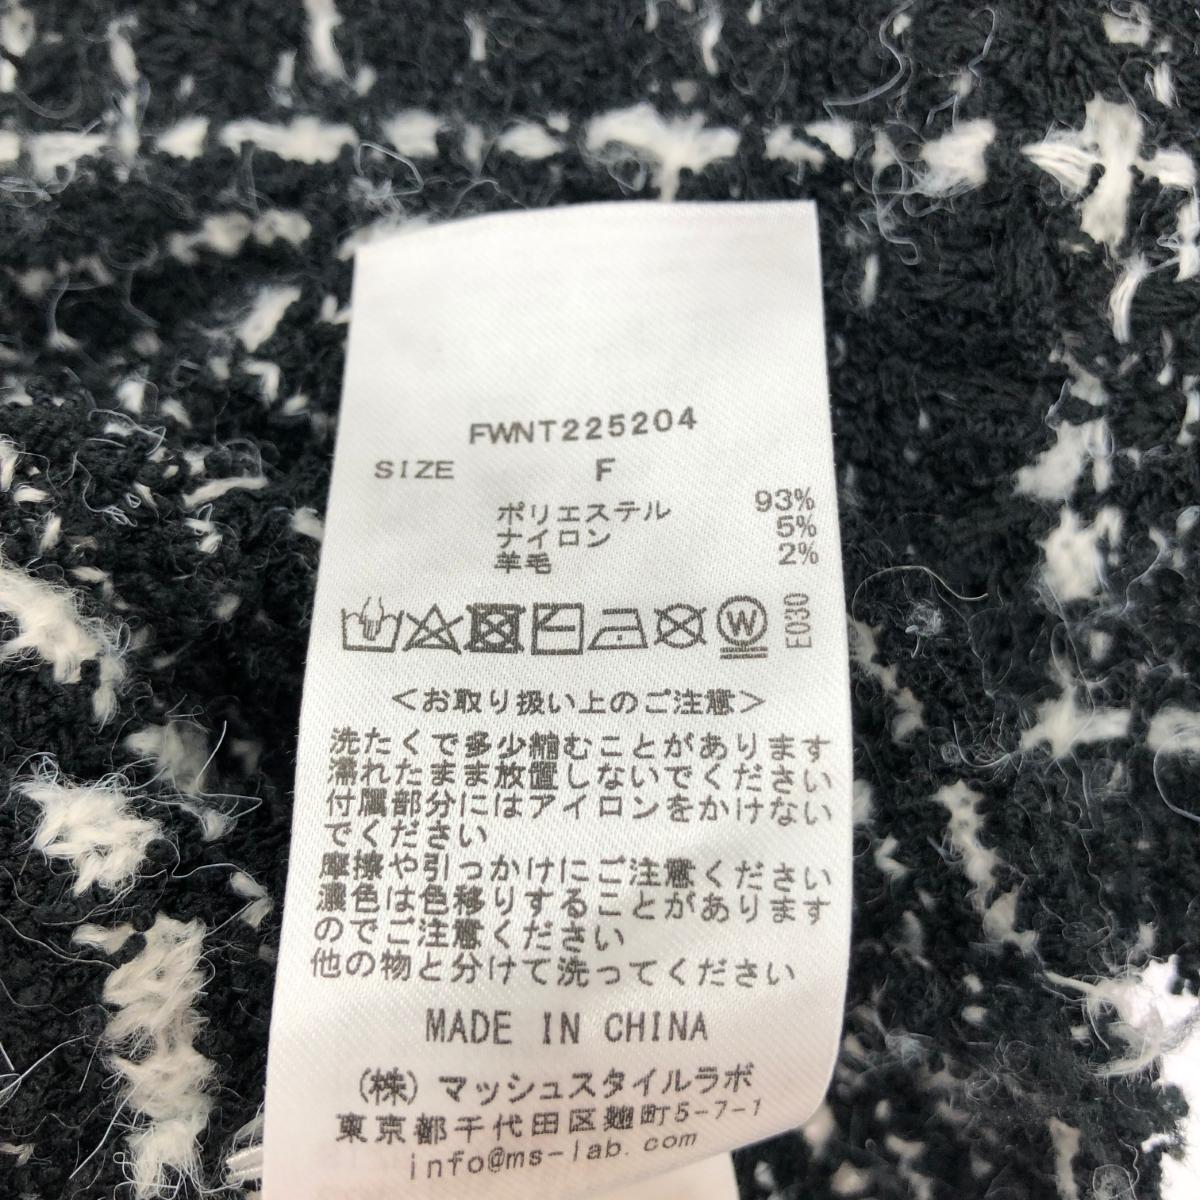 FWNT225204
SIZE F
ポリエステル 93%
ナイロン 5%
羊毛 2%
W
E030
<お取り扱い上のご注意>
洗たくで多少縮むことがあります
濡れたまま放置しないでください
付属部分にはアイロンをかけない
でください
摩擦や引っかけにご注意ください
濃色は色移りすることがあります
のでご注意ください
他の物と分けて洗ってください
MADE IN CHINA
(株) マッシュスタイルラボ
東京都千代田区麹町5-7-1
info@ms-lab.com